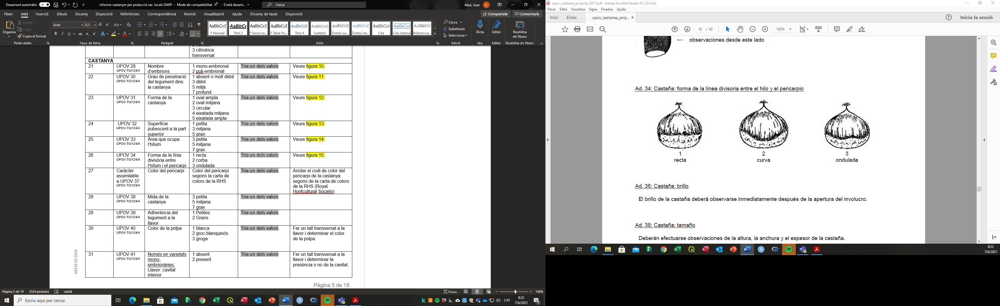 Desament automàtic
Informe castanyer per protecció var. locals DARP - Mode de compatibilitat - S'està desant...
Cerca
Abel, Joan
AJ
Fitxer Inici Inserció Dibuix Disseny Disposició Referències Correspondència Revisió Visualització Ajuda Disseny de taula Disposició
Comparteix Comentaris
Enganxa
Retalla
Copia
Copia el format
Porta-retalls
Arial 8,5
Tipus de lletra
Paràgraf
AaBbCcI AaBbCc AaBbCcI AaBbCcI AaBbCcD AaBbCcD AaBbCcL AaBbCcL AaBbCcI AaBbCcI AABBCCI
¶ Normal Títol 2 ¶ Sense es... ¶ Table Pa... Títol 4 Subtítol Èmfasi su... Èmfasi int... Cita Cita intensa Referència...
Estils
Cerca
Substitueix
Selecciona
Edició
Dicta
Veu
Editor
Editor
Reutilitza els fitxers
Reutilitza els fitxers
3 cilíndrica
transversal
CASTANYA
21 UPOV 28 Nombre 1 mono-embrional Tria un dels valors Veure figura 10.
UPOV-TG/124/4 d'embrions 2 poli-embrional
22 UPOV 30 Grau de penetració 1 absent o molt dèbil Tria un dels valors Veure figura 11.
UPOV-TG/124/4 del tegument dins 3 dèbil
la castanya 5 mitjà
7 profund
23 UPOV 31 Forma de la 1 oval ampla Tria un dels valors Veure figura 12.
UPOV-TG/124/4 castanya 2 oval mitjana
3 circular
4 eixatada mitjana
5 eixatada ampla
24 UPOV 32 Superfície 1 petita Tria un dels valors Veure figura 13.
UPOV-TG/124/4 pubescent a la part 3 mitjana
superior 5 gran
25 UPOV 33 Àrea que ocupa 3 petita Tria un dels valors Veure figura 14.
UPOV-TG/124/4 l'hílum 5 mitjana
7 gran
26 UPOV 34 Forma de la línia 1 recta Tria un dels valors Veure figura 15.
UPOV-TG/124/4 divisòria entre 2 corba
l'hílum i el pericarpi 3 ondulada
27 Caràcter Color del pericarpi Color del pericarpi Tria un dels valors Anotar el codi de color del
assimilable segons la carta de pericarpi de la castanya
a UPOV 37 colors de la RHS segons de la carta de colors
UPOV-TG/124/4 de la RHS (Royal
Horitcultural Society).
28 UPOV 38 Mida de la 3 petita Tria un dels valors
UPOV-TG/124/4 castanya 5 mitjana
7 gran
29 UPOV 39 Adherència del 1 Petites Tria un dels valors
UPOV-TG/124/4 tegument a la 2 Grans
llavor
30 UPOV 40 Color de la polpa 1 blanca Tria un dels valors Fer un tall transversal a la
UPOV-TG/124/4 2 groc-blanquinós llavor i determinar el color
3 groga de la polpa.
31 UPOV 41 Només en varietats 1 absent Tria un dels valors Fer un tall transversal a la
UPOV-TG/124/4 mono- 2 present llavor i determinar la
embrionàries: presència o no de la cavitat.
Llavor: cavitat
interior
A0310.02-DO9
Pàgina 5 de 19
Pàgina 5 de 19 3324 paraules català Focus 140%
Escriu aquí per cercar
CAT
8:22
7/6/2021
8
upov_castanea_projecte_2017.pdf - Adobe Acrobat Reader DC (32-bit)
Fitxer Edita Visualitza Signa Finestra Ajuda
Inici Eines upov_castanea_proj... × Inicia la sessió
32 / 42 125%
← observaciones desde este lado
Ad. 34: Castaña: forma de la línea divisoria entre el hilo y el pericarpio
1 2 3
recta curva ondulada
Ad. 36: Castaña: brillo
El brillo de la castaña deberá observarse inmediatamente después de la apertura del involucro.
Ad. 38: Castaña: tamaño
Deberán efectuarse observaciones de la altura, la anchura y el espesor de la castaña.
8:22
7/6/2021